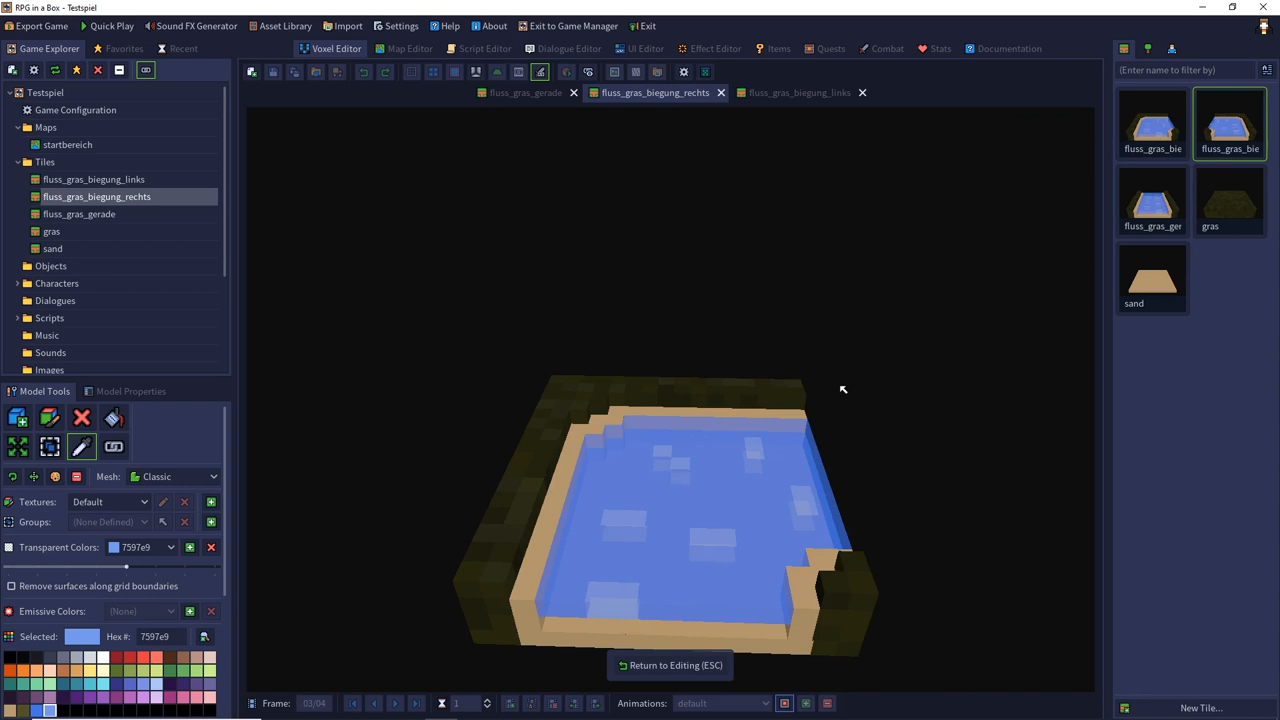 RPG in a Box - Testspiel
Export Game Quick Play Sound FX Generator Asset Library Import Settings Help About Exit to Game Manager Exit
Game Explorer Favorites Recent Voxel Editor Map Editor Script Editor Dialogue Editor UI Editor Effect Editor Items Quests Combat Stats Documentation
(Enter name to filter by)
fluss_gras_gerade fluss_gras_biegung_rechts fluss_gras_biegung_links
Testspiel
Game Configuration
Maps
startbereich
Tiles
fluss_gras_biegung_links
fluss_gras_biegung_rechts
fluss_gras_gerade
gras
sand
Objects
Characters
Dialogues
Scripts
Music
Sounds
Images
fluss_gras_bie fluss_gras_bie
fluss_gras_ger gras
sand
Model Tools Model Properties
Mesh: Classic
Textures: Default
Groups: (None Defined)
Transparent Colors: 7597e9
Remove surfaces along grid boundaries
Emissive Colors: (None)
Selected: Hex #: 7597e9
Return to Editing (ESC)
Frame: 03/04 1 Animations: default
New Tile...